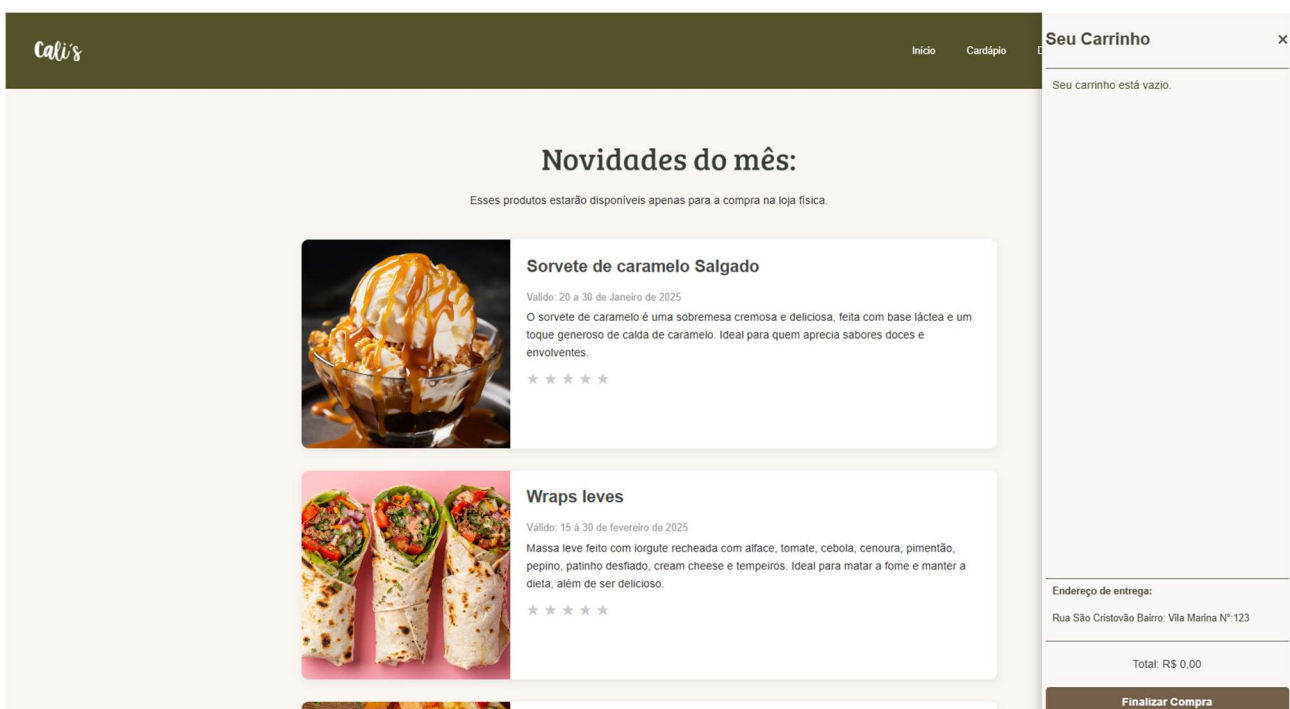 Cali´s
Início
Cardápio
Seu Carrinho
×
Seu carrinho está vazio.
Novidades do mês:
Esses produtos estarão disponíveis apenas para a compra na loja física.
Sorvete de caramelo Salgado
Valido: 20 a 30 de Janeiro de 2025
O sorvete de caramelo é uma sobremesa cremosa e deliciosa, feita com base láctea e um
toque generoso de calda de caramelo. Ideal para quem aprecia sabores doces e
envolventes.
★ ★ ★ ★ ★
Wraps leves
Válido: 15 á 30 de fevereiro de 2025
Massa leve feito com iorgute recheada com alface, tomate, cebola, cenoura, pimentão,
pepino, patinho desfiado, cream cheese e tempeiros. Ideal para matar a fome e manter a
dieta, além de ser delicioso.
★ ★ ★ ★ ★
Endereço de entrega:
Rua São Cristovão Bairro: Vila Marina N°:123
Total: R$ 0,00
Finalizar Compra